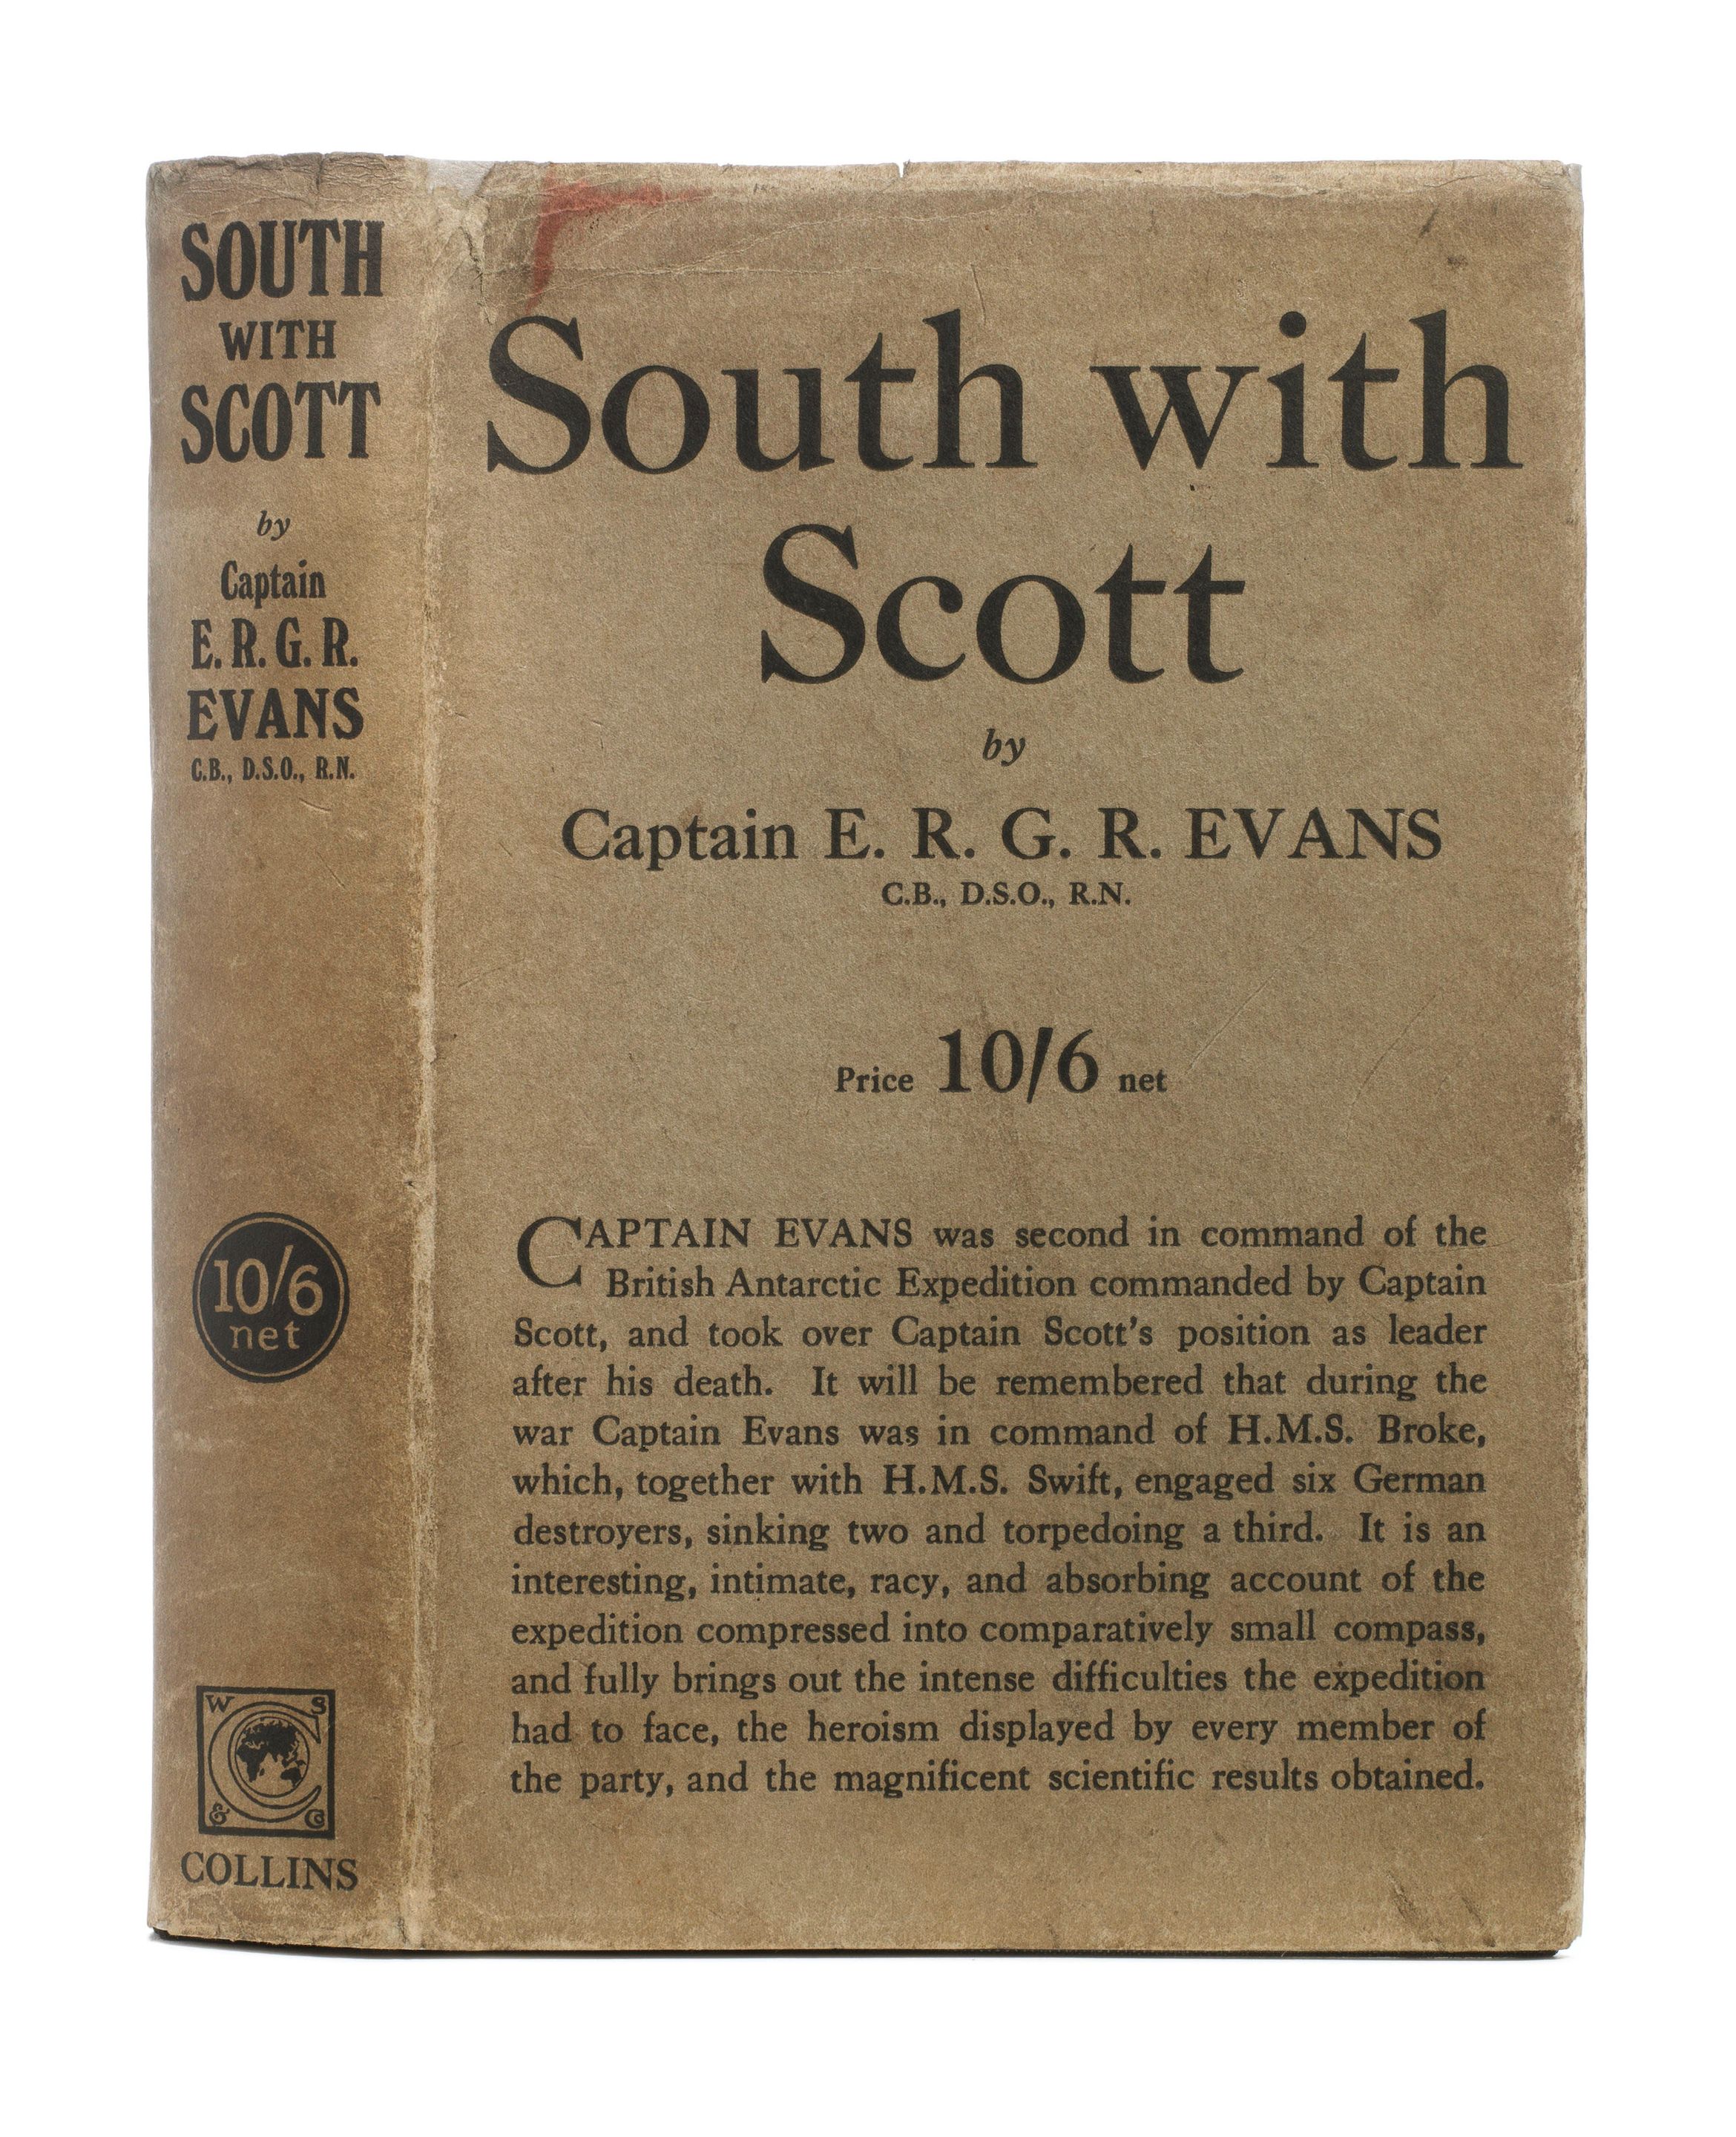 SOUTH
WITH
SCOTT
by
Captain
E. R. G. R.
EVANS
C.B., D.S.O., R.N.
10/6
net
W S
& Co
COLLINS
South with
Scott
by
Captain E. R. G. R. EVANS
C.B., D.S.O., R.N.
Price 10/6 net
CAPTAIN EVANS was second in command of the
British Antarctic Expedition commanded by Captain
Scott, and took over Captain Scott's position as leader
after his death. It will be remembered that during the
war Captain Evans was in command of H.M.S. Broke,
which, together with H.M.S. Swift, engaged six German
destroyers, sinking two and torpedoing a third. It is an
interesting, intimate, racy, and absorbing account of the
expedition compressed into comparatively small compass,
and fully brings out the intense difficulties the expedition
had to face, the heroism displayed by every member of
the party, and the magnificent scientific results obtained.